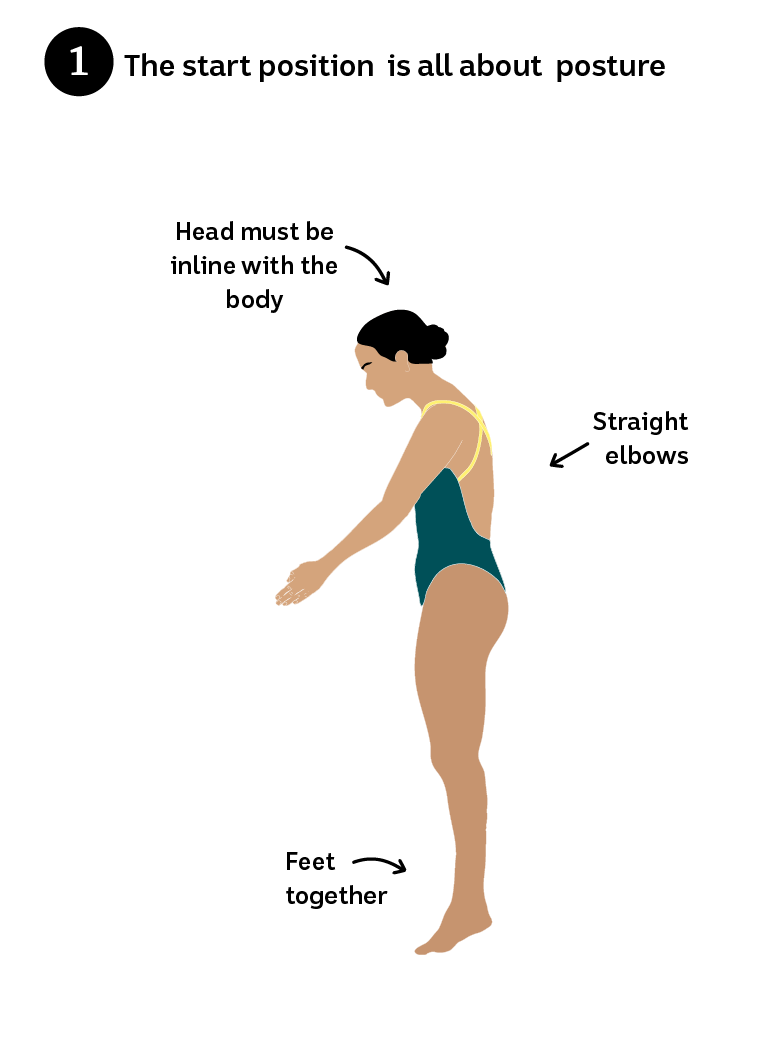 1 The start position is all about posture
Head must be
inline with the
body
Straight
elbows
Feet
together